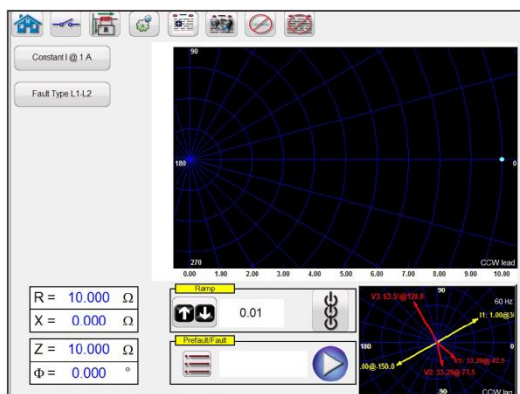 Constant I @ 1 A
Fault Type L1-L2
90
180
0
270
CCW lead
0.00 1.00 2.00 3.00 4.00 5.00 6.00 7.00 8.00 9.00 10.00
R = 10.000 Ω
X = 0.000 Ω
Z = 10.000 Ω
Φ = 0.000 °
Ramp
0.01
Prefault/Fault
90
60 Hz
180
0
270
CCW lag